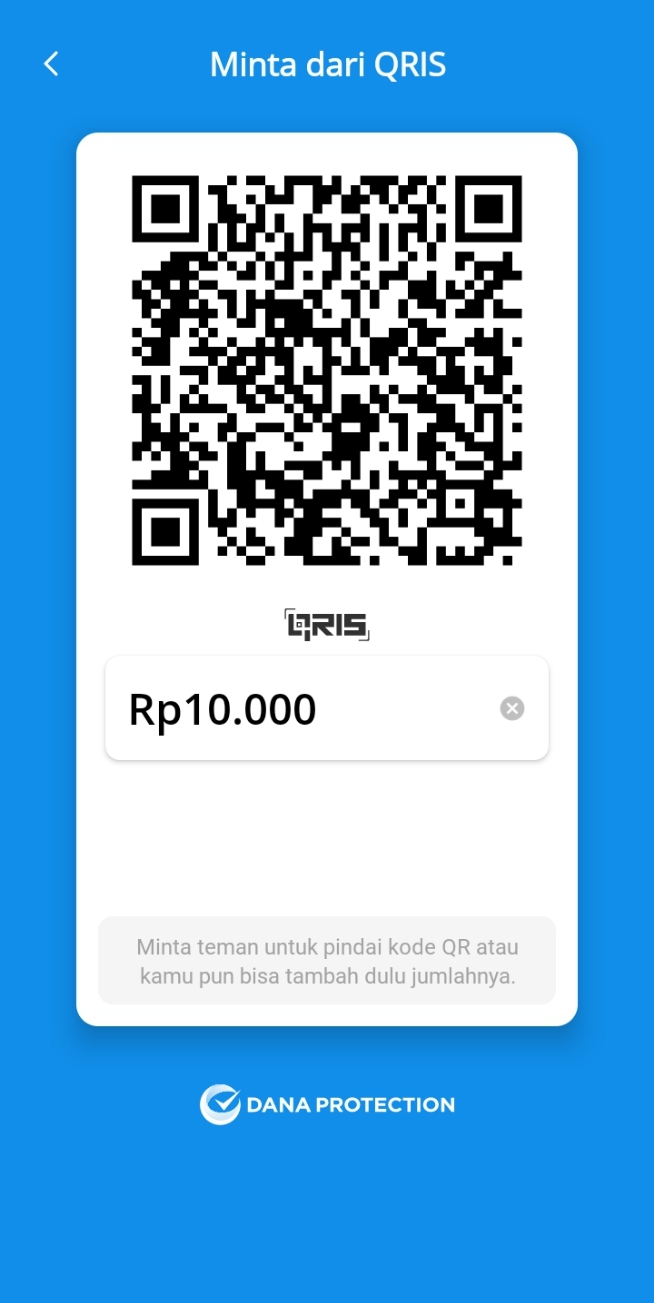 Minta dari QRIS
QRIS
Rp10.000
Minta teman untuk pindai kode QR atau
kamu pun bisa tambah dulu jumlahnya.
DANA PROTECTION